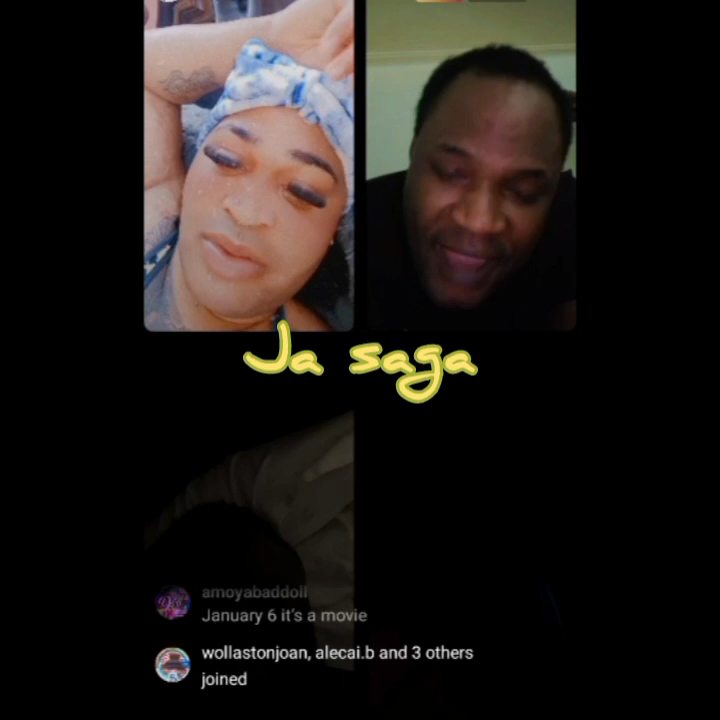 Ja saga
amoyabaddoll
January 6 it's a movie
wollastonjoan, alecai.b and 3 others
joined